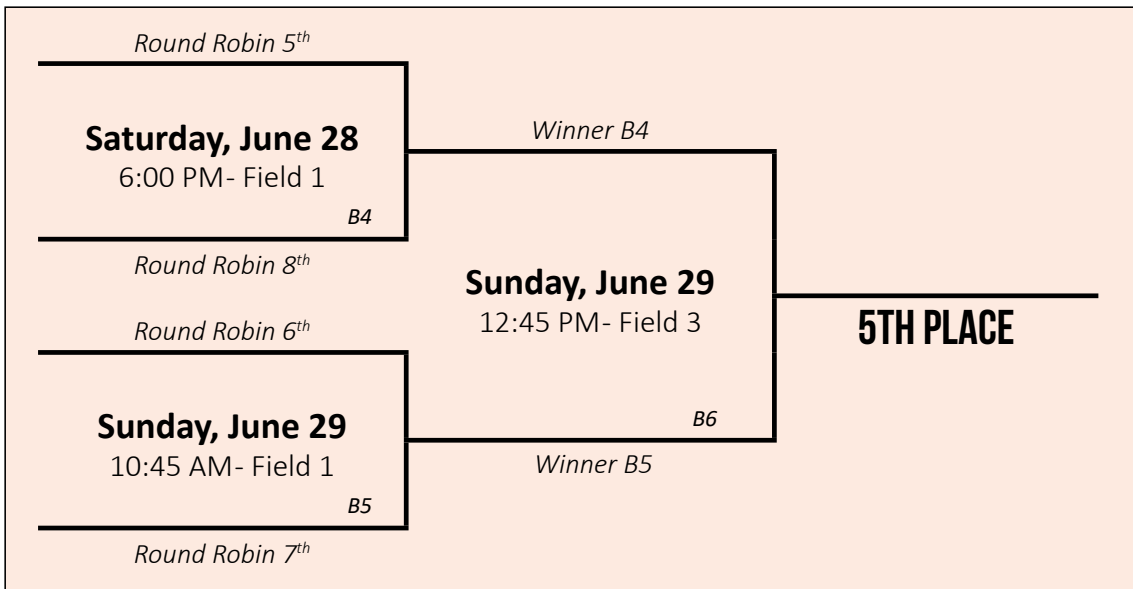 Round Robin 5th
Saturday, June 28
6:00 PM- Field 1
B4
Round Robin 8th
Winner B4
Sunday, June 29
12:45 PM- Field 3
B6
Winner B5
5TH PLACE
Round Robin 6th
Sunday, June 29
10:45 AM- Field 1
B5
Round Robin 7th